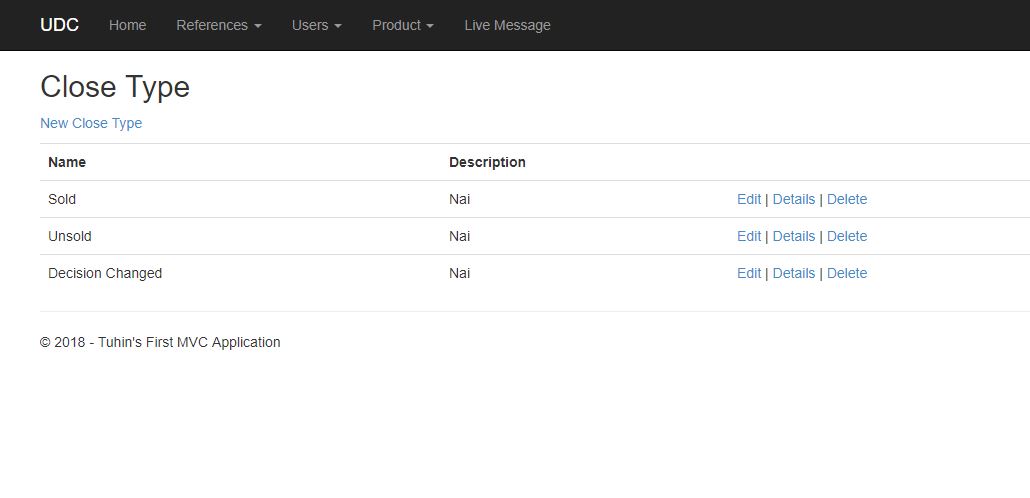 UDC Home References Users Product Live Message
Close Type
New Close Type
Name Description
Sold Nai Edit | Details | Delete
Unsold Nai Edit | Details | Delete
Decision Changed Nai Edit | Details | Delete
© 2018 - Tuhin's First MVC Application